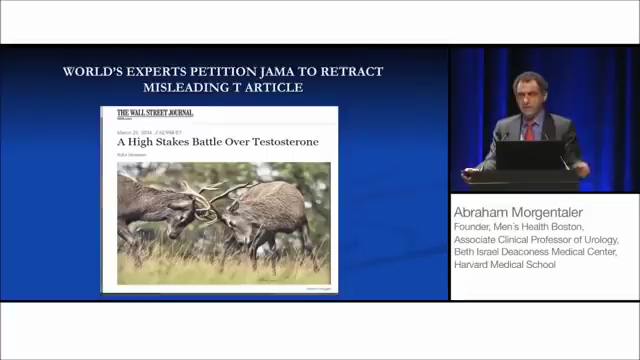 WORLD'S EXPERTS PETITION JAMA TO RETRACT
MISLEADING T ARTICLE
THE WALL STREET JOURNAL
A High Stakes Battle Over Testosterone
Abraham Morgentaler
Founder, Men's Health Boston,
Associate Clinical Professor of Urology,
Beth Israel Deaconess Medical Center,
Harvard Medical School